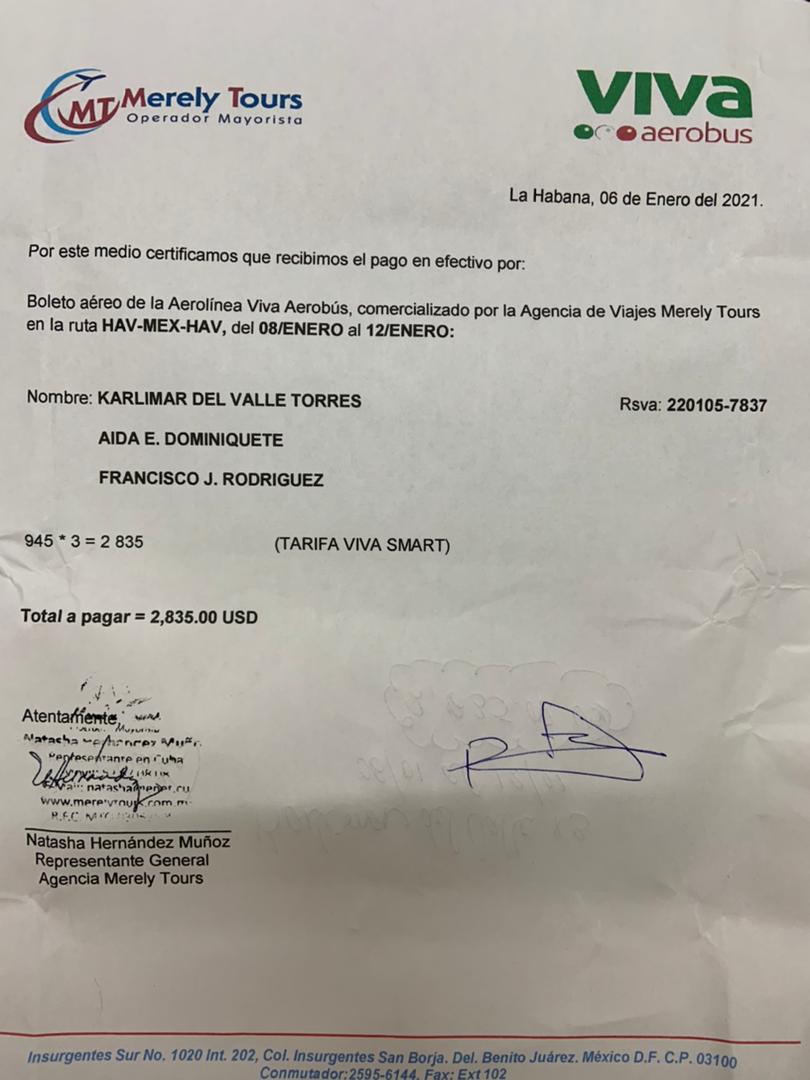 MT Merely Tours
Operador Mayorista
VIVa
aerobus
La Habana, 06 de Enero del 2021.
Por este medio certificamos que recibimos el pago en efectivo por:
Boleto aéreo de la Aerolínea Viva Aerobús, comercializado por la Agencia de Viajes Merely Tours
en la ruta HAV-MEX-HAV, del 08/ENERO al 12/ENERO:
Nombre: KARLIMAR DEL VALLE TORRES Rsva: 220105-7837
AIDA E. DOMINIQUETE
FRANCISCO J. RODRIGUEZ
945 * 3 = 2 835 (TARIFA VIVA SMART)
Total a pagar = 2,835.00 USD
Atentamente,
Natasha
Representante en Cuba
Natasha Hernández Muñoz
Representante General
Agencia Merely Tours
Insurgentes Sur No. 1020 Int. 202, Col. Insurgentes San Borja. Del. Benito Juárez. México D.F. C.P. 03100
Conmutador:2595-6144, Fax: Ext 102